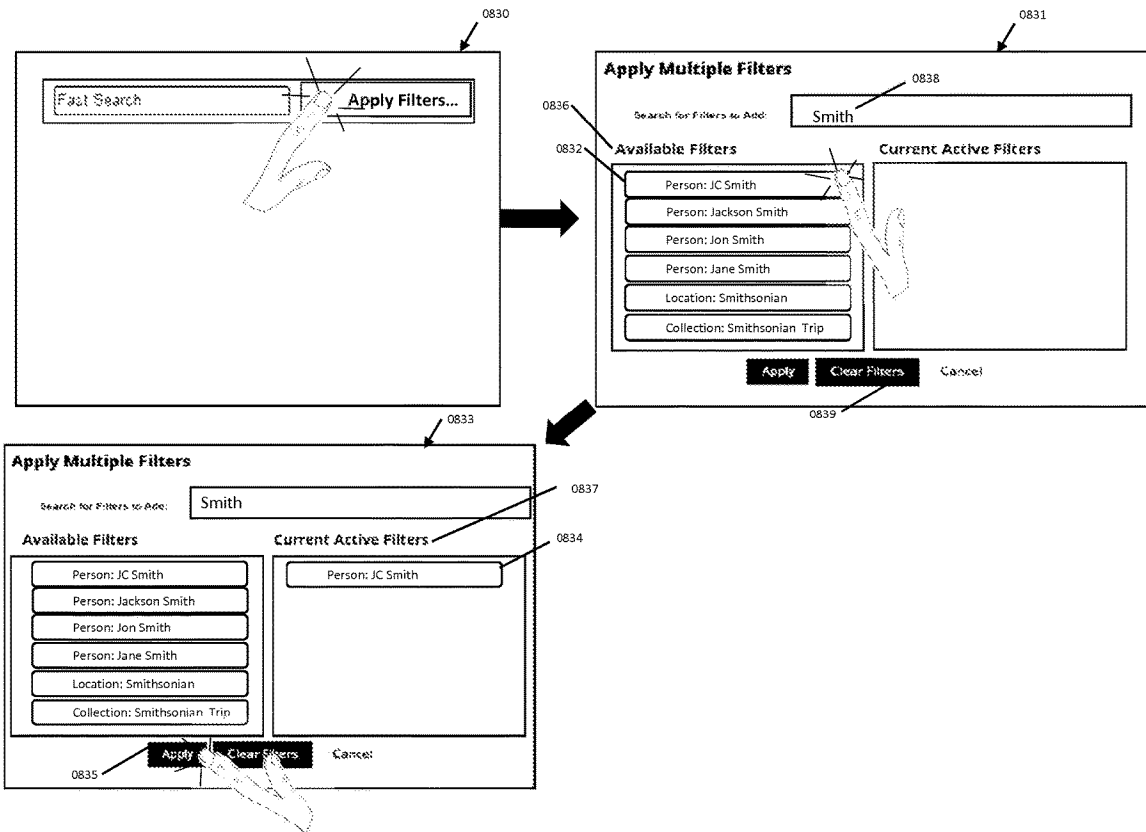 0830
Fast Search
Apply Filters...
0831
Apply Multiple Filters
0838
Search for Filters to Add:
Smith
0836
Available Filters
Current Active Filters
0832
Person: JC Smith
Person: Jackson Smith
Person: Jon Smith
Person: Jane Smith
Location: Smithsonian
Collection: Smithsonian Trip
Apply
Clear Filters
Cancel
0839
0833
Apply Multiple Filters
Search for Filters to Add:
Smith
0837
Available Filters
Current Active Filters
0834
Person: JC Smith
Person: JC Smith
Person: Jackson Smith
Person: Jon Smith
Person: Jane Smith
Location: Smithsonian
Collection: Smithsonian Trip
0835
Apply
Clear Filters
Cancel